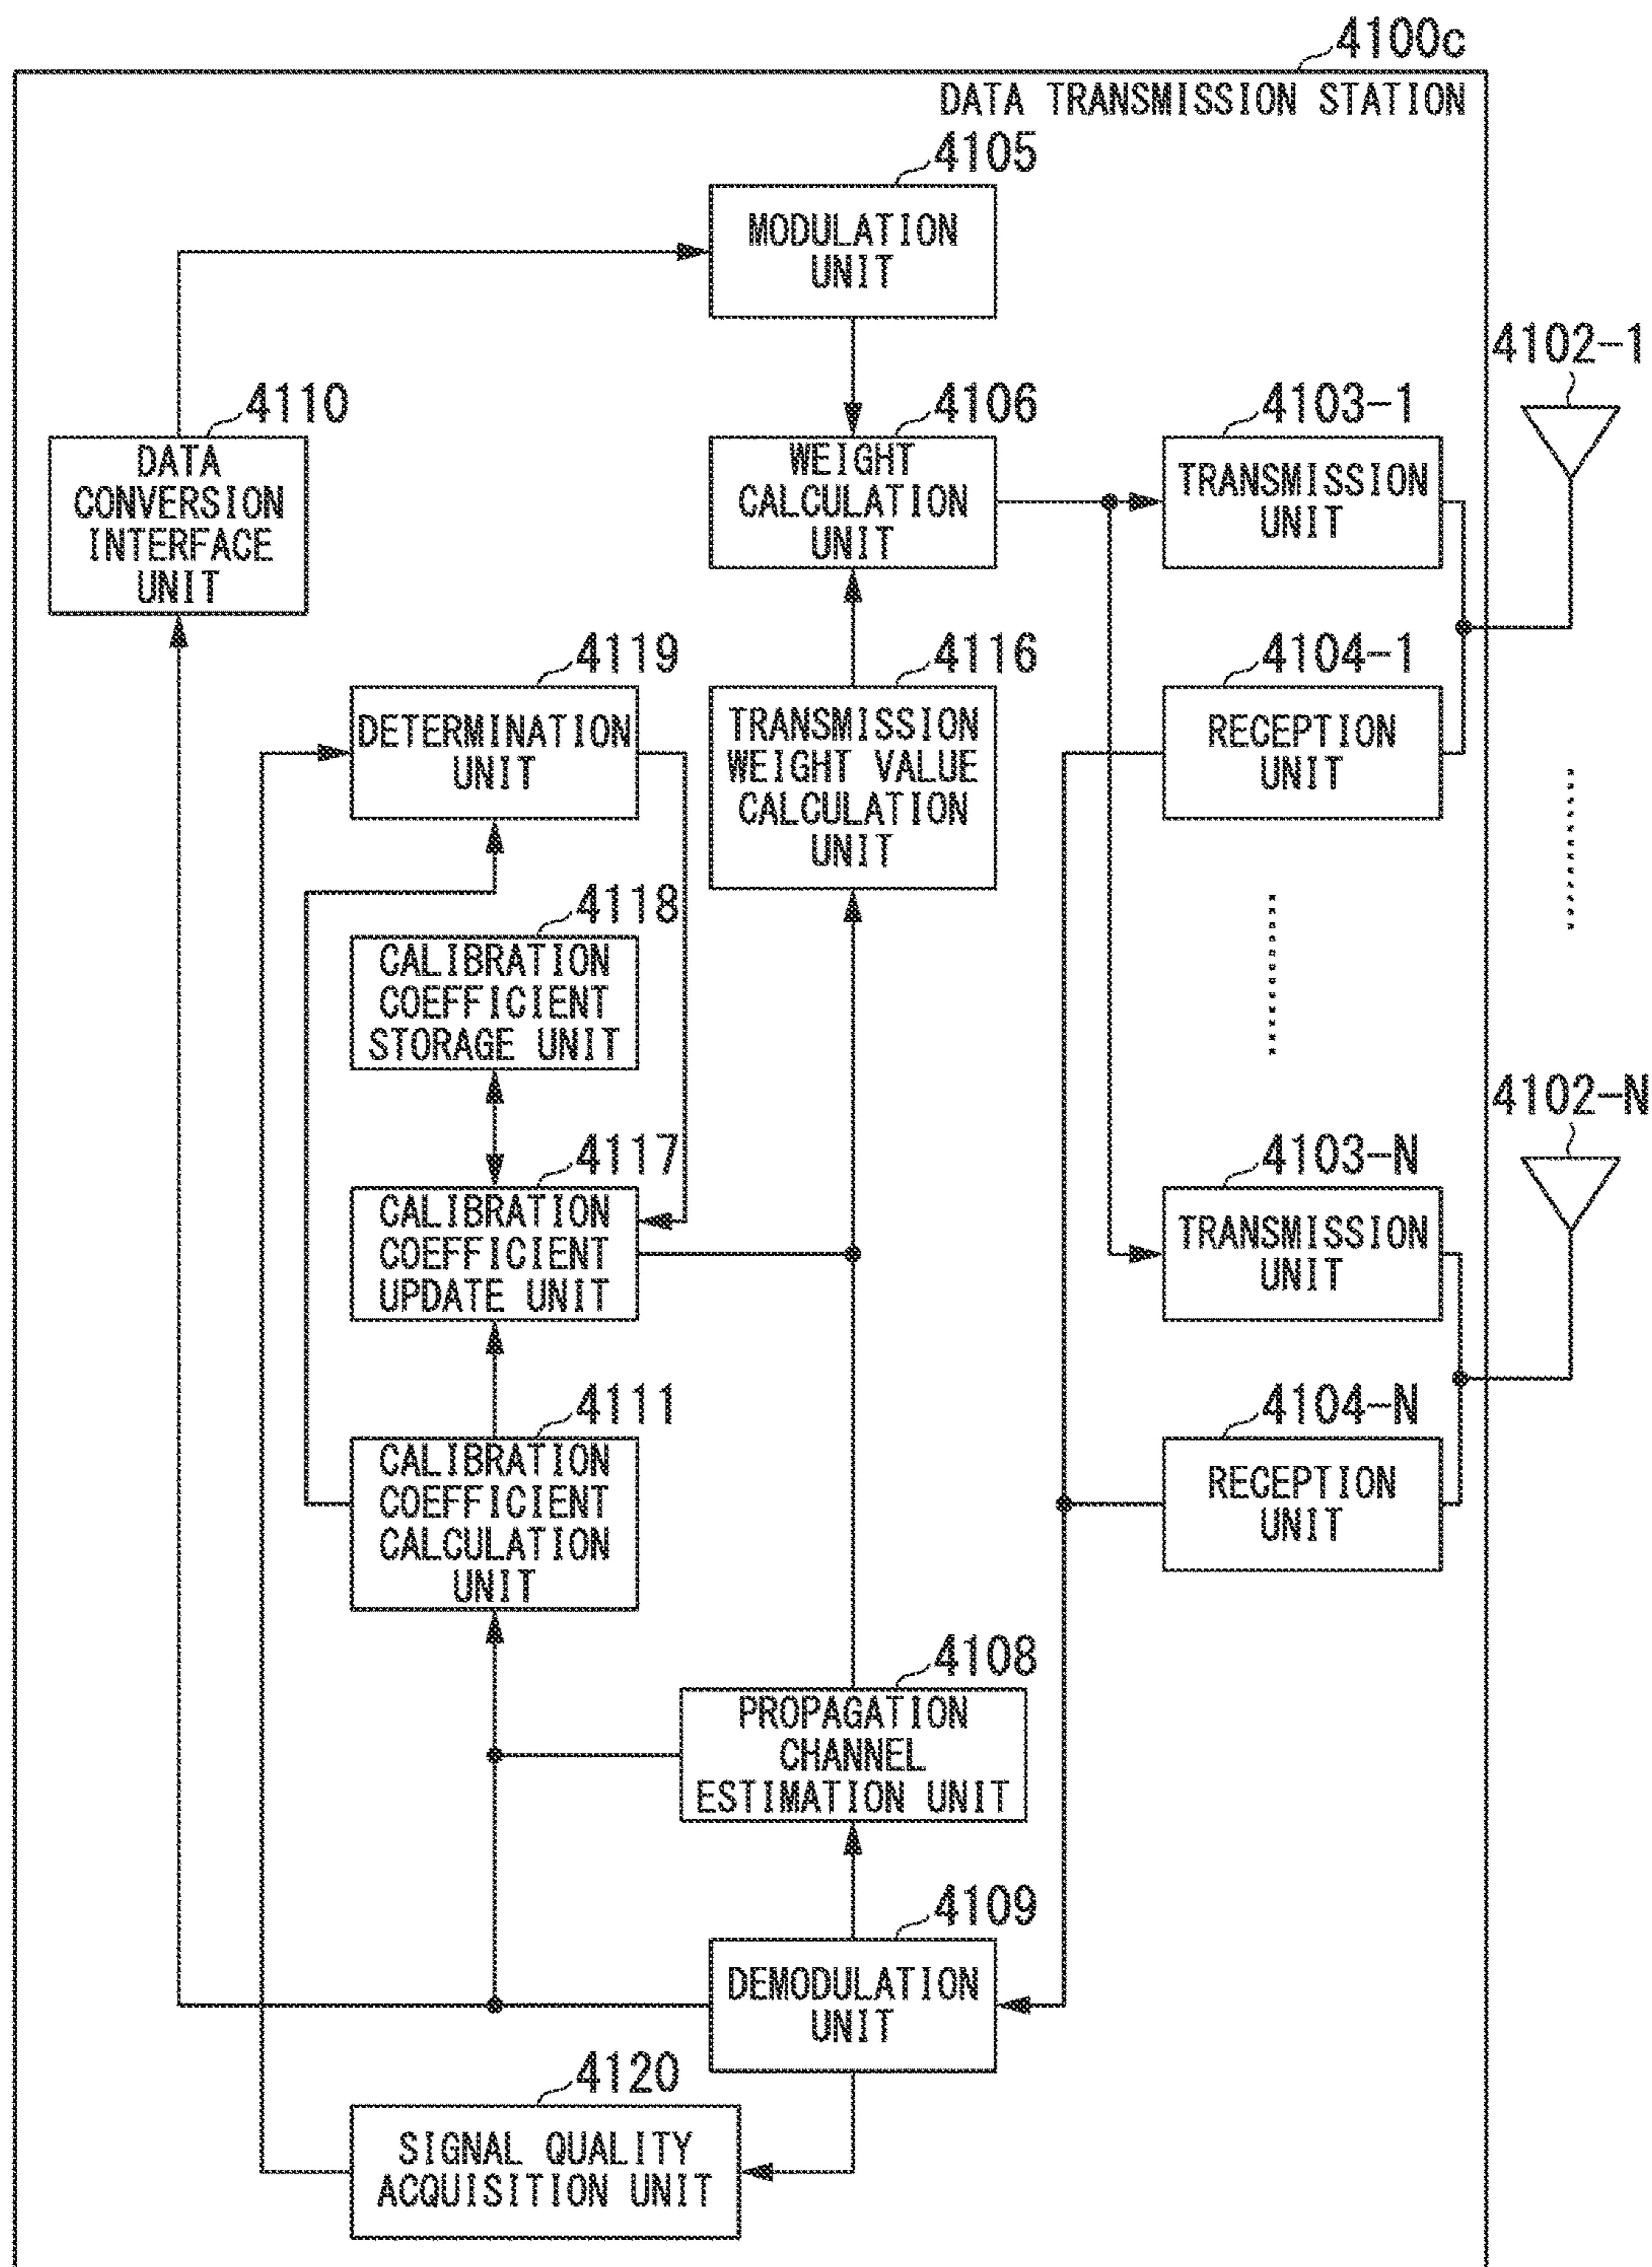 4100c
DATA TRANSMISSION STATION
4105
MODULATION
UNIT
4102-1
4110
DATA
CONVERSION
INTERFACE
UNIT
4106
WEIGHT
CALCULATION
UNIT
4103-1
TRANSMISSION
UNIT
4119
DETERMINATION
UNIT
4116
TRANSMISSION
WEIGHT VALUE
CALCULATION
UNIT
4104-1
RECEPTION
UNIT
4118
CALIBRATION
COEFFICIENT
STORAGE UNIT
4102-N
4117
CALIBRATION
COEFFICIENT
UPDATE UNIT
4103-N
TRANSMISSION
UNIT
4111
CALIBRATION
COEFFICIENT
CALCULATION
UNIT
4104-N
RECEPTION
UNIT
4108
PROPAGATION
CHANNEL
ESTIMATION UNIT
4109
DEMODULATION
UNIT
4120
SIGNAL QUALITY
ACQUISITION UNIT